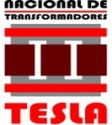 NACIONAL DE
TRANSFORMADORES
TESLA